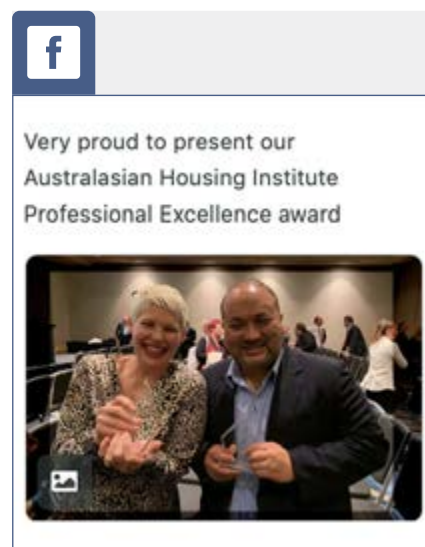 f
Very proud to present our
Australasian Housing Institute
Professional Excellence award